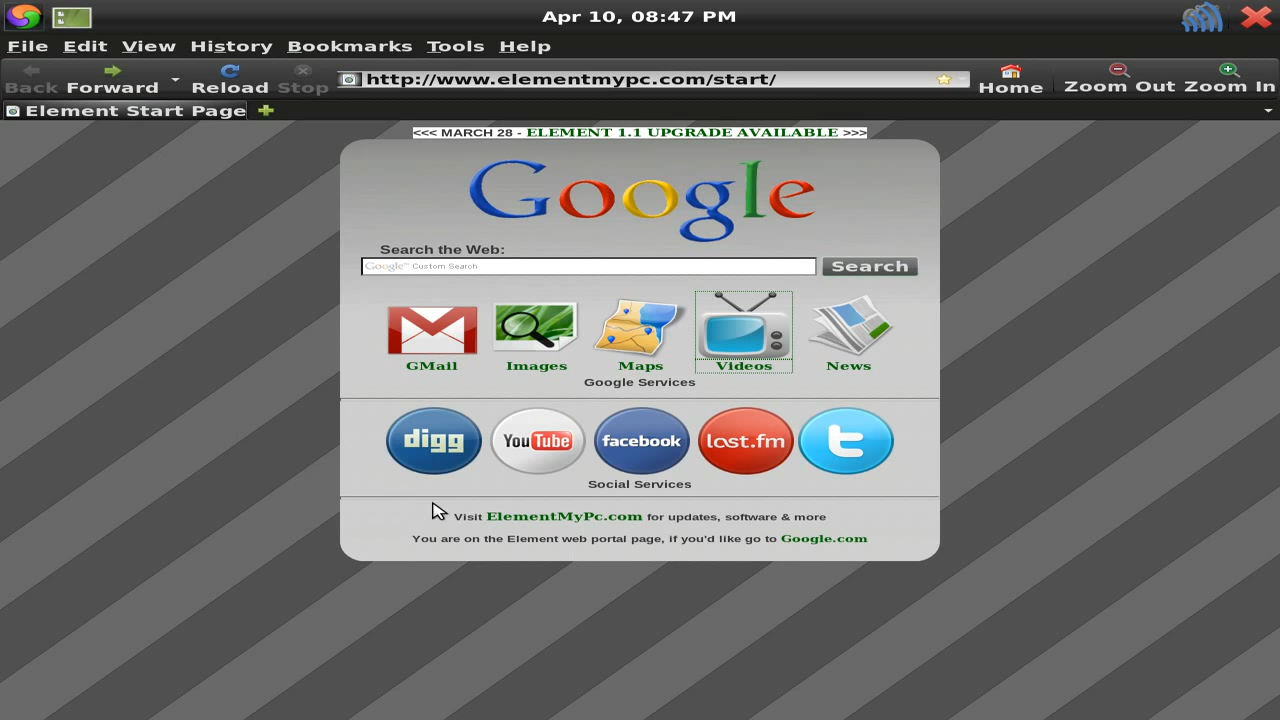 Apr 10, 08:47 PM
File Edit View History Bookmarks Tools Help
Back Forward Reload Stop http://www.elementmypc.com/start/ Home Zoom Out Zoom In
Element Start Page
<<< MARCH 28 - ELEMENT 1.1 UPGRADE AVAILABLE >>>
Google
Search the Web:
Google™ Custom Search Search
GMail Images Maps Videos News
Google Services
digg YouTube facebook last.fm t
Social Services
Visit ElementMyPc.com for updates, software & more
You are on the Element web portal page, if you'd like go to Google.com